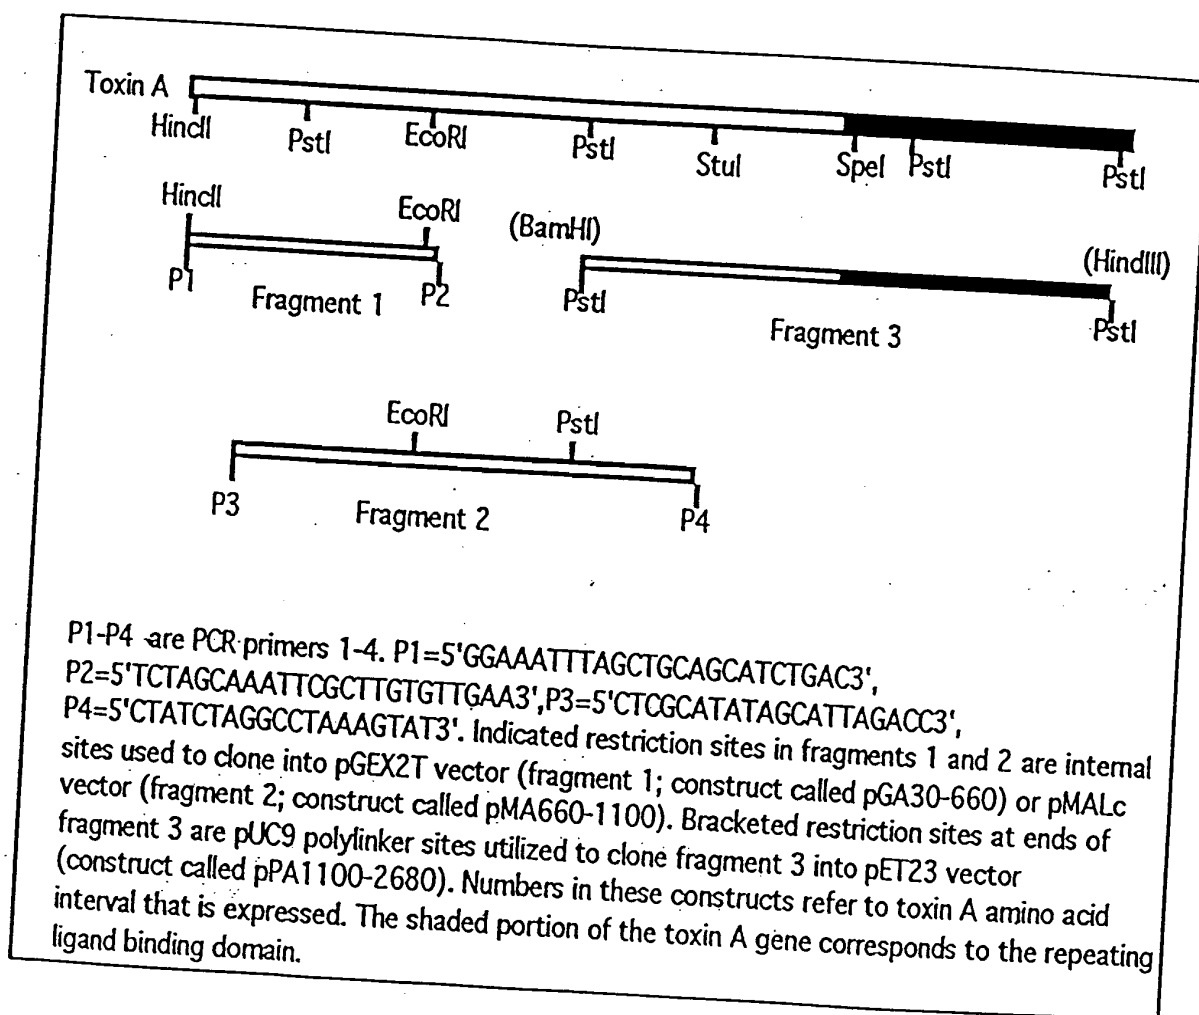 Toxin A
HincII PstI EcoRI PstI StuI SpeI PstI PstI
HincII EcoRI (BamHI) (HindIII)
P1 Fragment 1 P2 PstI Fragment 3 PstI
EcoRI PstI
P3 Fragment 2 P4
P1-P4 are PCR primers 1-4. P1=5'GGAAATTTAGCTGCAGCATCTGAC3',
P2=5'TCTAGCAAATTCGCTTGTGTTGAA3',P3=5'CTCGCATATAGCATTAGACC3',
P4=5'CTATCTAGGCCTAAAGTAT3'. Indicated restriction sites in fragments 1 and 2 are internal
sites used to clone into pGEX2T vector (fragment 1; construct called pGA30-660) or pMALc
vector (fragment 2; construct called pMA660-1100). Bracketed restriction sites at ends of
fragment 3 are pUC9 polylinker sites utilized to clone fragment 3 into pET23 vector
(construct called pPA1100-2680). Numbers in these constructs refer to toxin A amino acid
interval that is expressed. The shaded portion of the toxin A gene corresponds to the repeating
ligand binding domain.